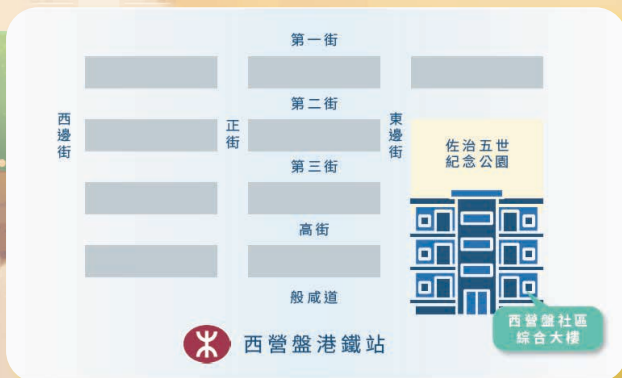 第一街
第二街
西邊街
正街
東邊街
佐治五世
紀念公園
第三街
高街
般咸道
西營盤社區
綜合大樓
西營盤港鐵站